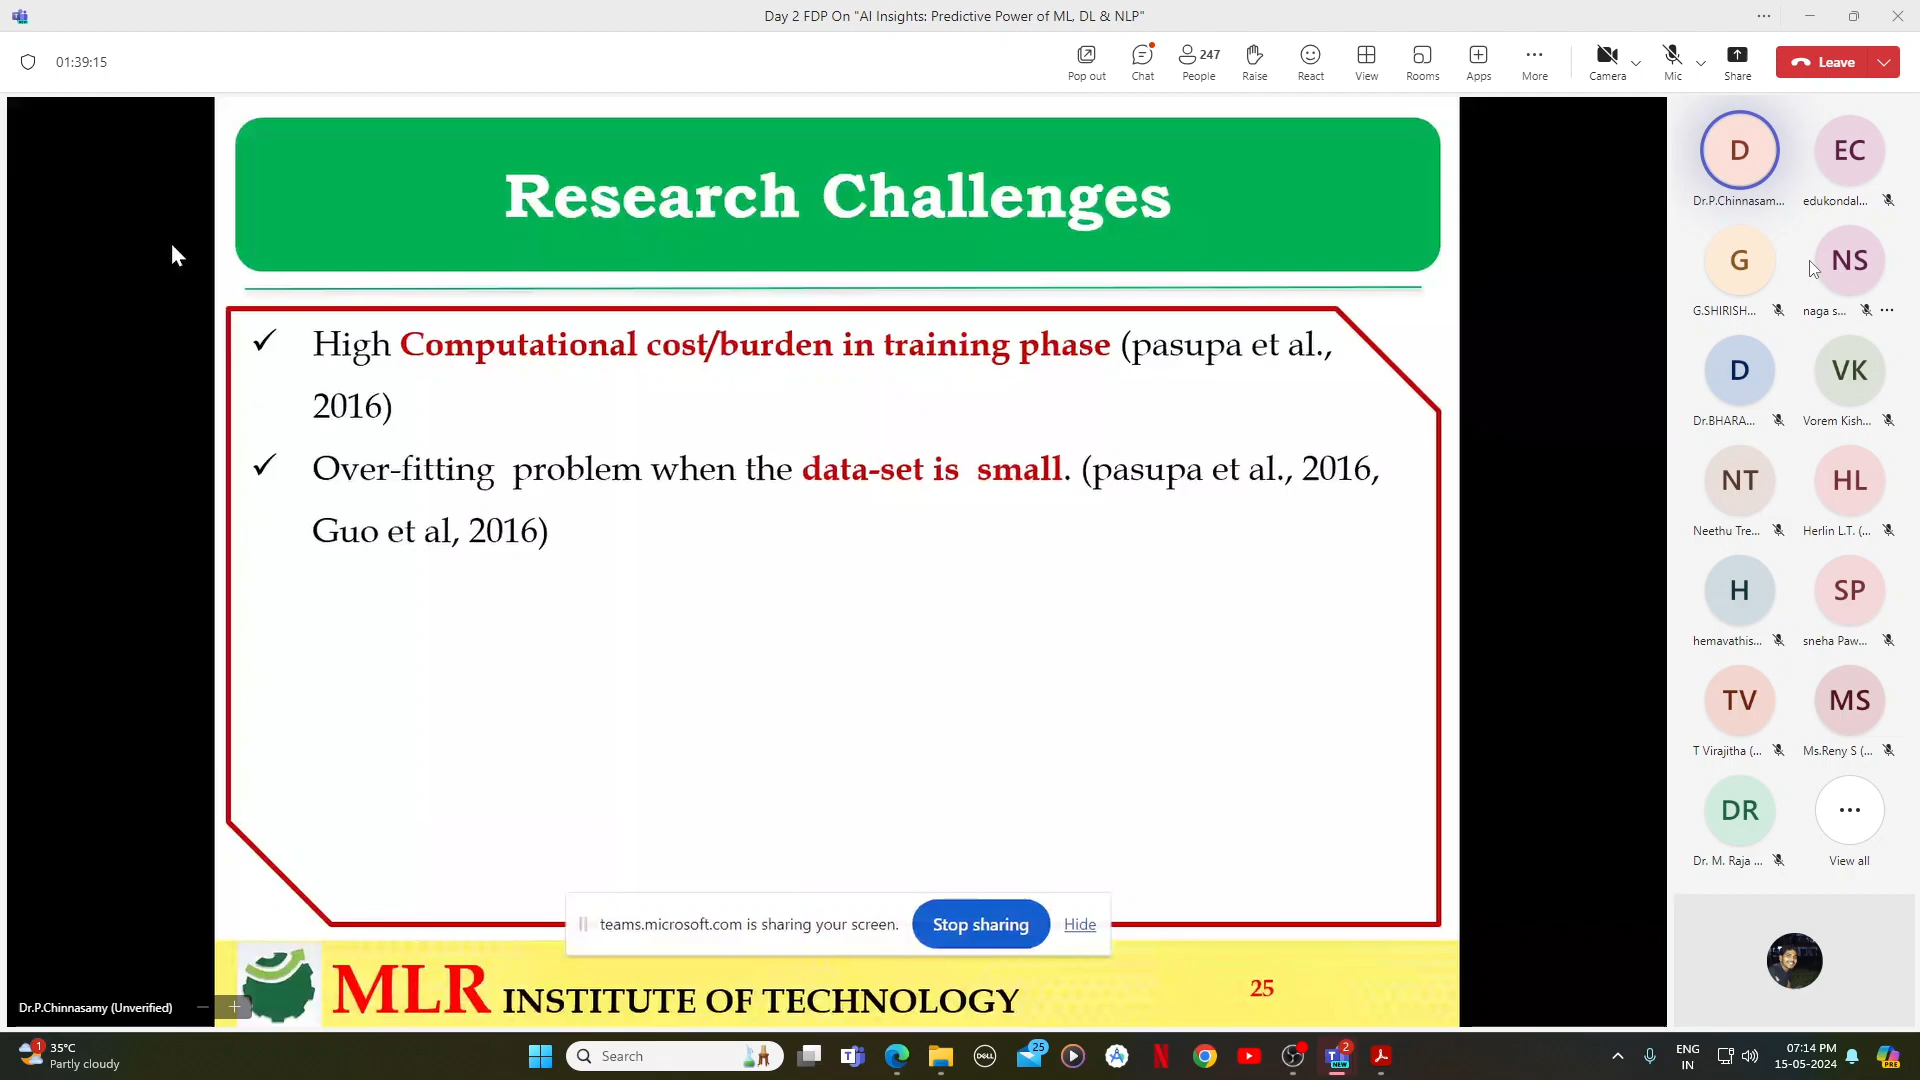 Day 2 FDP On "AI Insights: Predictive Power of ML, DL & NLP"
01:39:15
Pop out
Chat
247
People
Raise
React
View
Rooms
Apps
More
Camera
Mic
Share
Leave
Research Challenges
High Computational cost/burden in training phase (pasupa et al.,
2016)
Over-fitting problem when the data-set is small. (pasupa et al., 2016,
Guo et al, 2016)
teams.microsoft.com is sharing your screen.
Stop sharing
Hide
MLR INSTITUTE OF TECHNOLOGY
25
Dr.P.Chinnasamy (Unverified)
D
Dr.P.Chinnasam...
EC
edukondal...
G
G.SHIRISH...
NS
naga s...
D
Dr.BHARA...
VK
Vorem Kish...
NT
Neethu Tre...
HL
Herlin L.T. (...
H
hemavathis...
SP
sneha Paw...
TV
T Virajitha (...
MS
Ms.Reny S (...
DR
Dr. M. Raja ...
View all
1
35°C
Partly cloudy
Search
T
DELL
25
N
2
NEW
ENG
IN
07:14 PM
15-05-2024
PRE